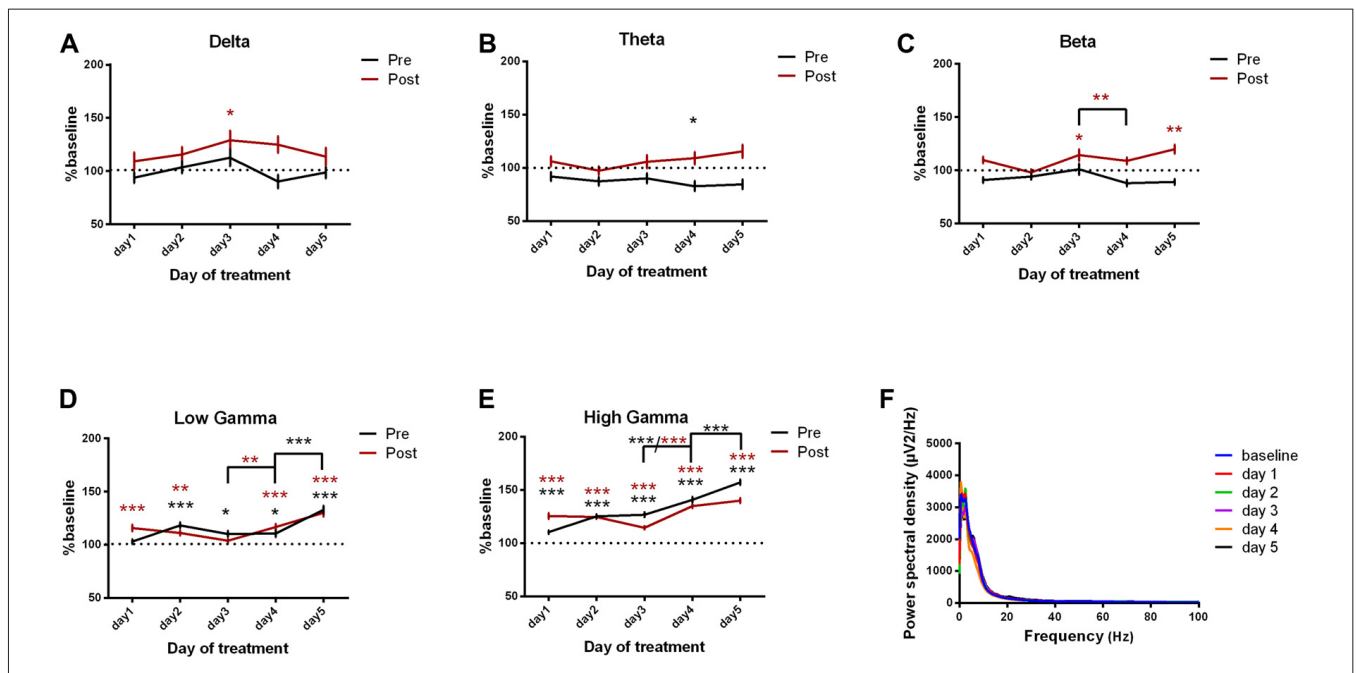 A
Delta
Pre
Post
200
150
100
50
%baseline
*
day1
day2
day3
day4
day5
Day of treatment
B
Theta
Pre
Post
200
150
100
50
%baseline
*
day1
day2
day3
day4
day5
Day of treatment
C
Beta
Pre
Post
200
150
100
50
%baseline
**
*
**
day1
day2
day3
day4
day5
Day of treatment
D
Low Gamma
Pre
Post
200
150
100
50
%baseline
***
**
*** ** *** ***
*** * * ***
day1
day2
day3
day4
day5
Day of treatment
E
High Gamma
Pre
Post
200
150
100
50
%baseline
***
***/***
*** *** *** *** ***
*** *** *** *** ***
day1
day2
day3
day4
day5
Day of treatment
F
5000
4000
3000
2000
1000
0
Power spectral density (µV2/Hz)
0 20 40 60 80 100
Frequency (Hz)
baseline
day 1
day 2
day 3
day 4
day 5